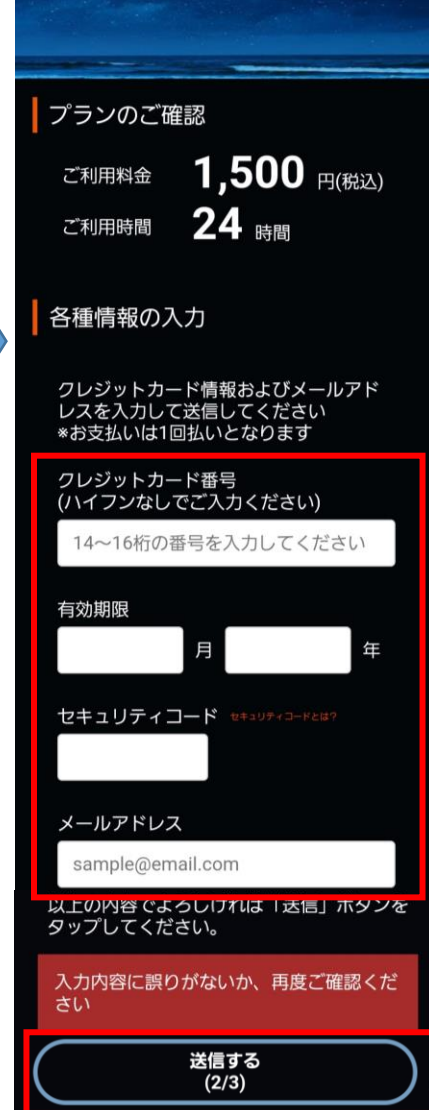 プランのご確認
ご利用料金 1,500 円(税込)
ご利用時間 24 時間
各種情報の入力
クレジットカード情報およびメールアド
レスを入力して送信してください
*お支払いは1回払いとなります
クレジットカード番号
(ハイフンなしでご入力ください)
14〜16桁の番号を入力してください
有効期限
月 年
セキュリティコード セキュリティコードとは?
メールアドレス
sample@email.com
以上の内容でよろしければ「送信」ボタンを
タップしてください。
入力内容に誤りがないか、再度ご確認くだ
さい
送信する
(2/3)